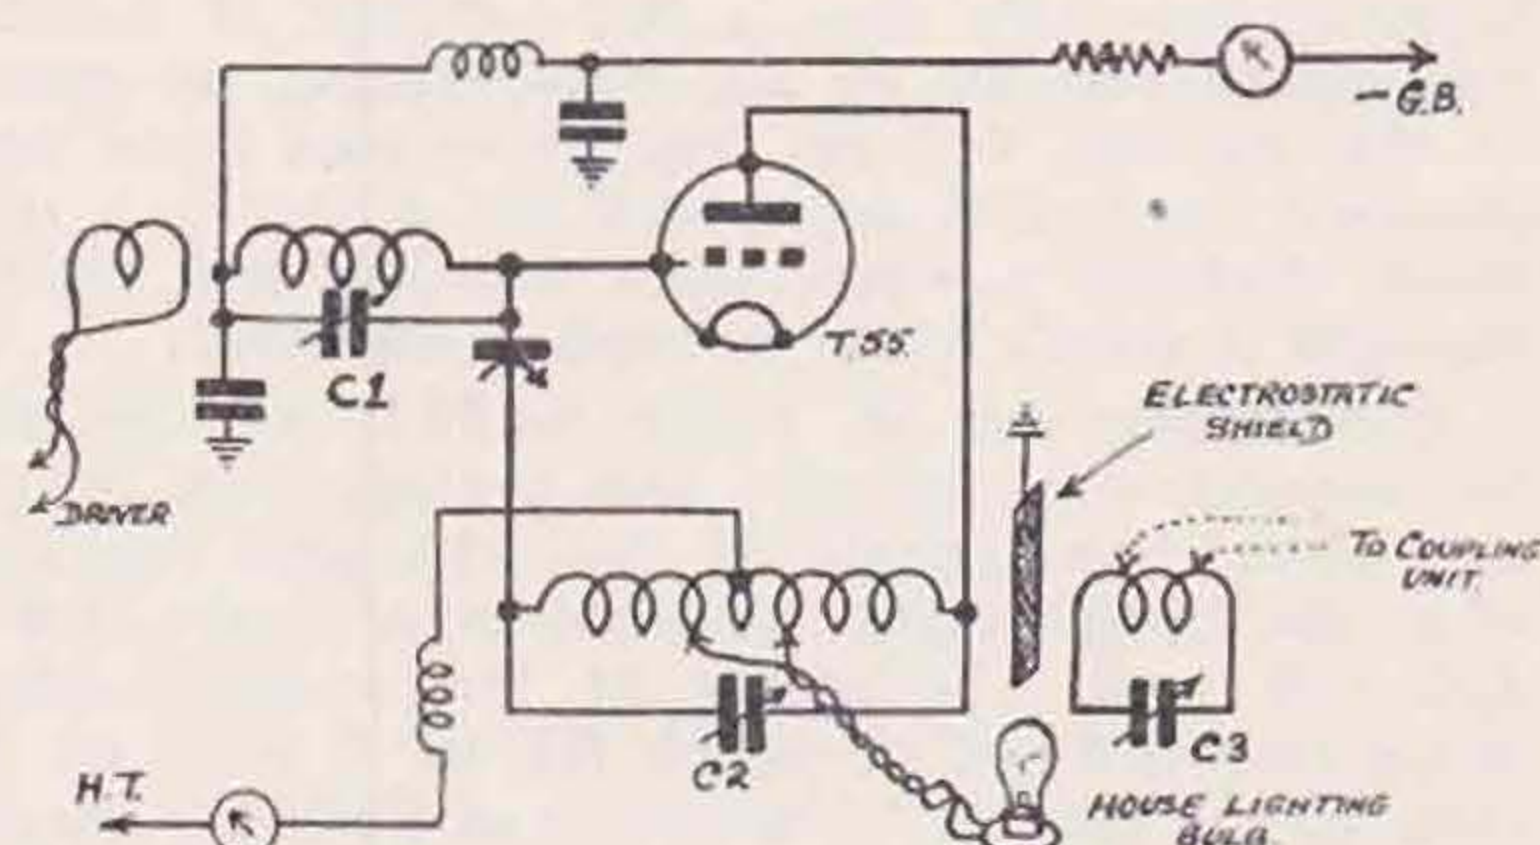 -G.B.
T.55.
C1
ELECTROSTATIC
SHIELD
DRIVER
TO COUPLING
UNIT.
C2
C3
H.T.
HOUSE LIGHTING
BULB.